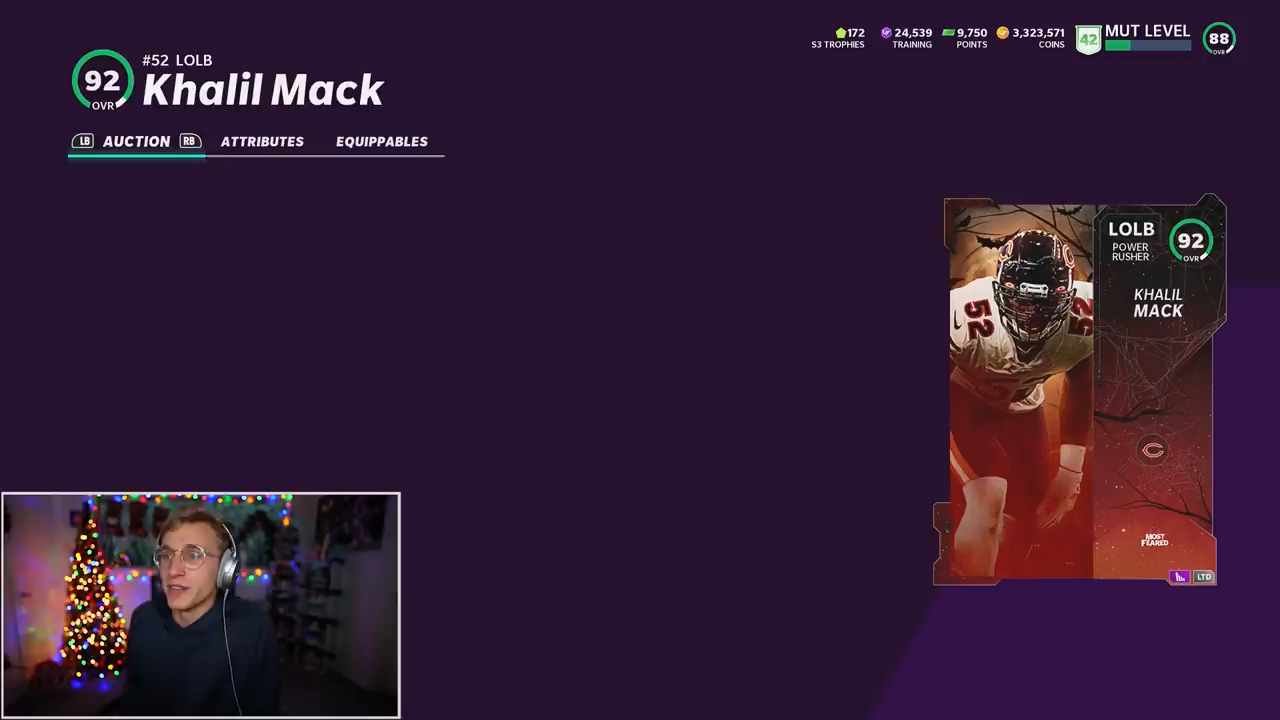 #52 LOLB
92
OVR
Khalil Mack
LB AUCTION RB ATTRIBUTES EQUIPPABLES
172
S3 TROPHIES
24,539
TRAINING
9,750
POINTS
3,323,571
COINS
42
MUT LEVEL
88
OVR
LOLB
POWER
RUSHER
92
OVR
KHALIL
MACK
52
52
MOST
FEARED
LTD